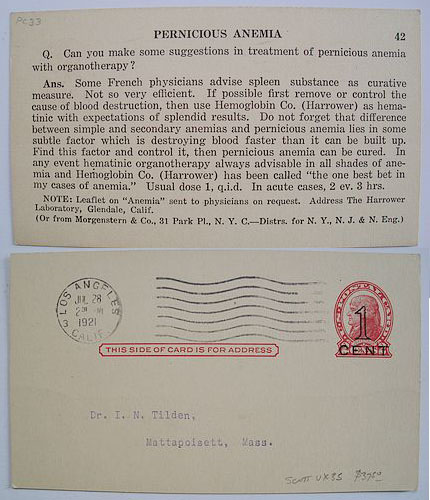 PC33
PERNICIOUS ANEMIA 42
Q. Can you make some suggestions in treatment of pernicious anemia
with organotherapy?
Ans. Some French physicians advise spleen substance as curative
measure. Not so very efficient. If possible first remove or control the
cause of blood destruction, then use Hemoglobin Co. (Harrower) as hema-
tinic with expectations of splendid results. Do not forget that difference
between simple and secondary anemias and pernicious anemia lies in some
subtle factor which is destroying blood faster than it can be built up.
Find this factor and control it, then pernicious anemia can be cured. In
any event hematinic organotherapy always advisable in all shades of ane-
mia and Hemoglobin Co. (Harrower) has been called "the one best bet in
my cases of anemia." Usual dose 1, q.i.d. In acute cases, 2 ev. 3 hrs.
NOTE: Leaflet on "Anemia" sent to physicians on request. Address The Harrower
Laboratory, Glendale, Calif.
(Or from Morgenstern & Co., 31 Park Pl., N. Y. C.—Distrs. for N. Y., N. J. & N. Eng.)
LOS ANGELES
JUL 28
1921
3
CALIF.
1
CENT
THIS SIDE OF CARD IS FOR ADDRESS
Dr. I. N. Tilden,
Mattapoisett, Mass.
SCOTT UX35